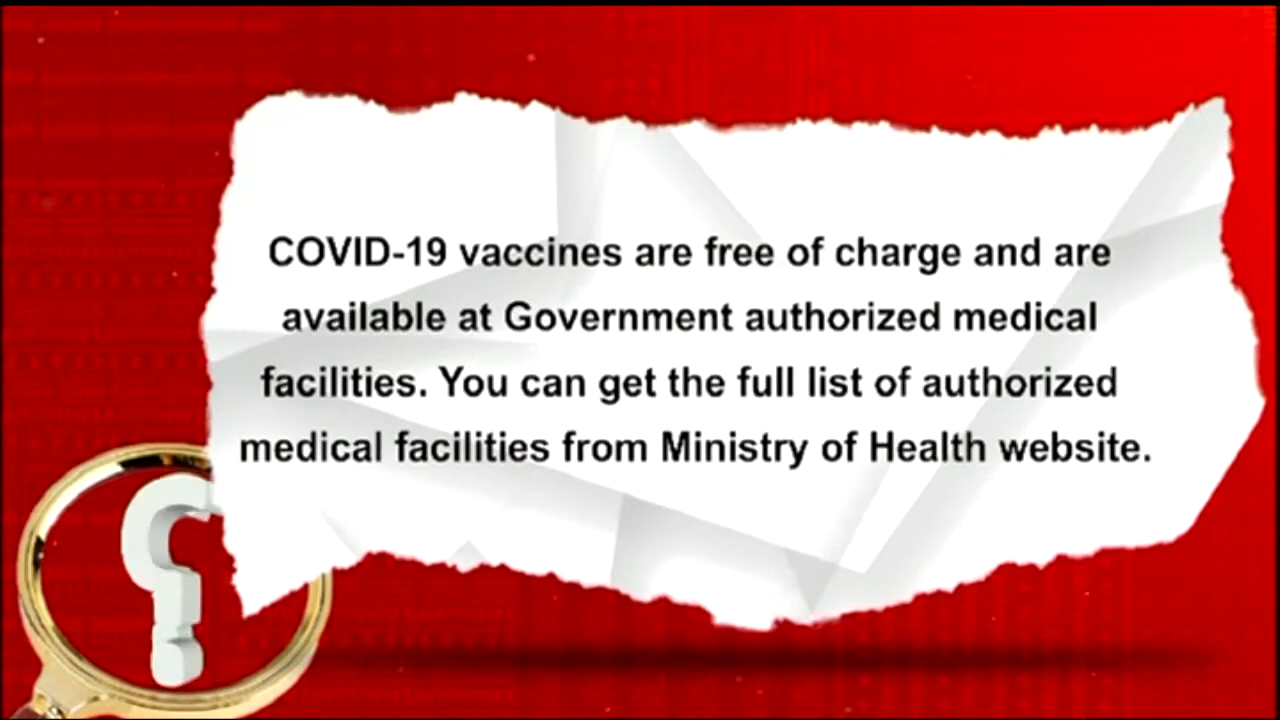 COVID-19 vaccines are free of charge and are
available at Government authorized medical
facilities. You can get the full list of authorized
medical facilities from Ministry of Health website.